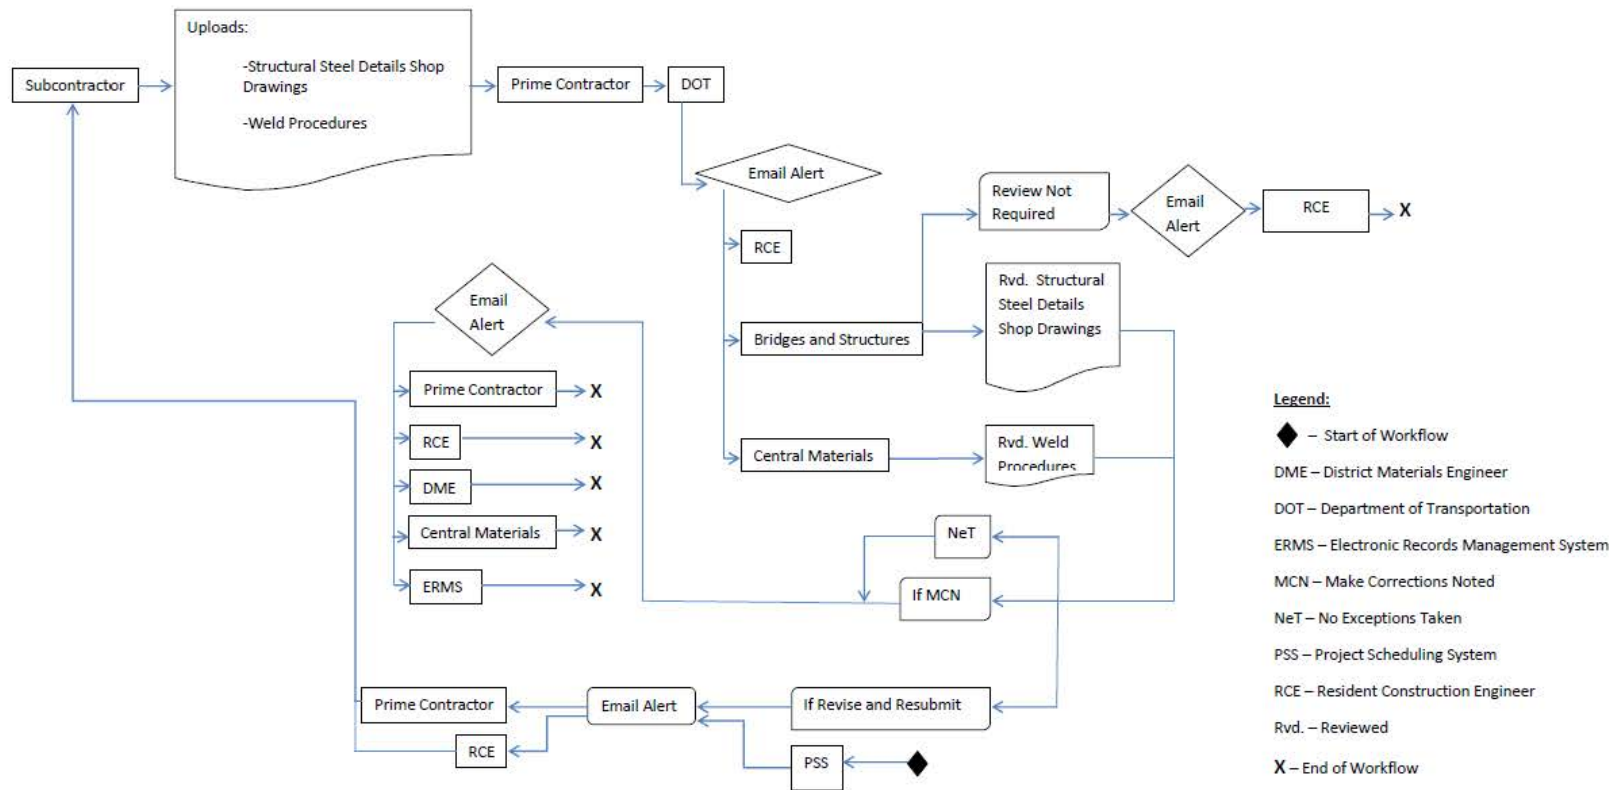 Uploads:
-Structural Steel Details Shop
Drawings
-Weld Procedures
Subcontractor
Prime Contractor
DOT
Email Alert
RCE
Bridges and Structures
Central Materials
Review Not
Required
Email
Alert
RCE
X
Rvd. Structural
Steel Details
Shop Drawings
Rvd. Weld
Procedures
Email
Alert
Prime Contractor
X
RCE
X
DME
X
Central Materials
X
ERMS
X
NeT
If MCN
Prime Contractor
Email Alert
If Revise and Resubmit
RCE
PSS
Legend:
– Start of Workflow
DME – District Materials Engineer
DOT – Department of Transportation
ERMS – Electronic Records Management System
MCN – Make Corrections Noted
NeT – No Exceptions Taken
PSS – Project Scheduling System
RCE – Resident Construction Engineer
Rvd. – Reviewed
X – End of Workflow